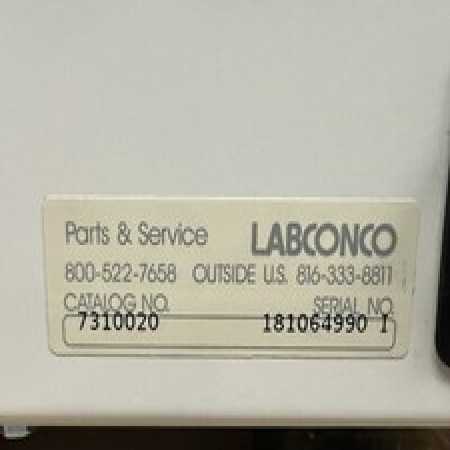 Parts & Service LABCONCO
800-522-7658 OUTSIDE U.S. 816-333-8811
CATALOG NO. SERIAL NO.
7310020 181064990 I